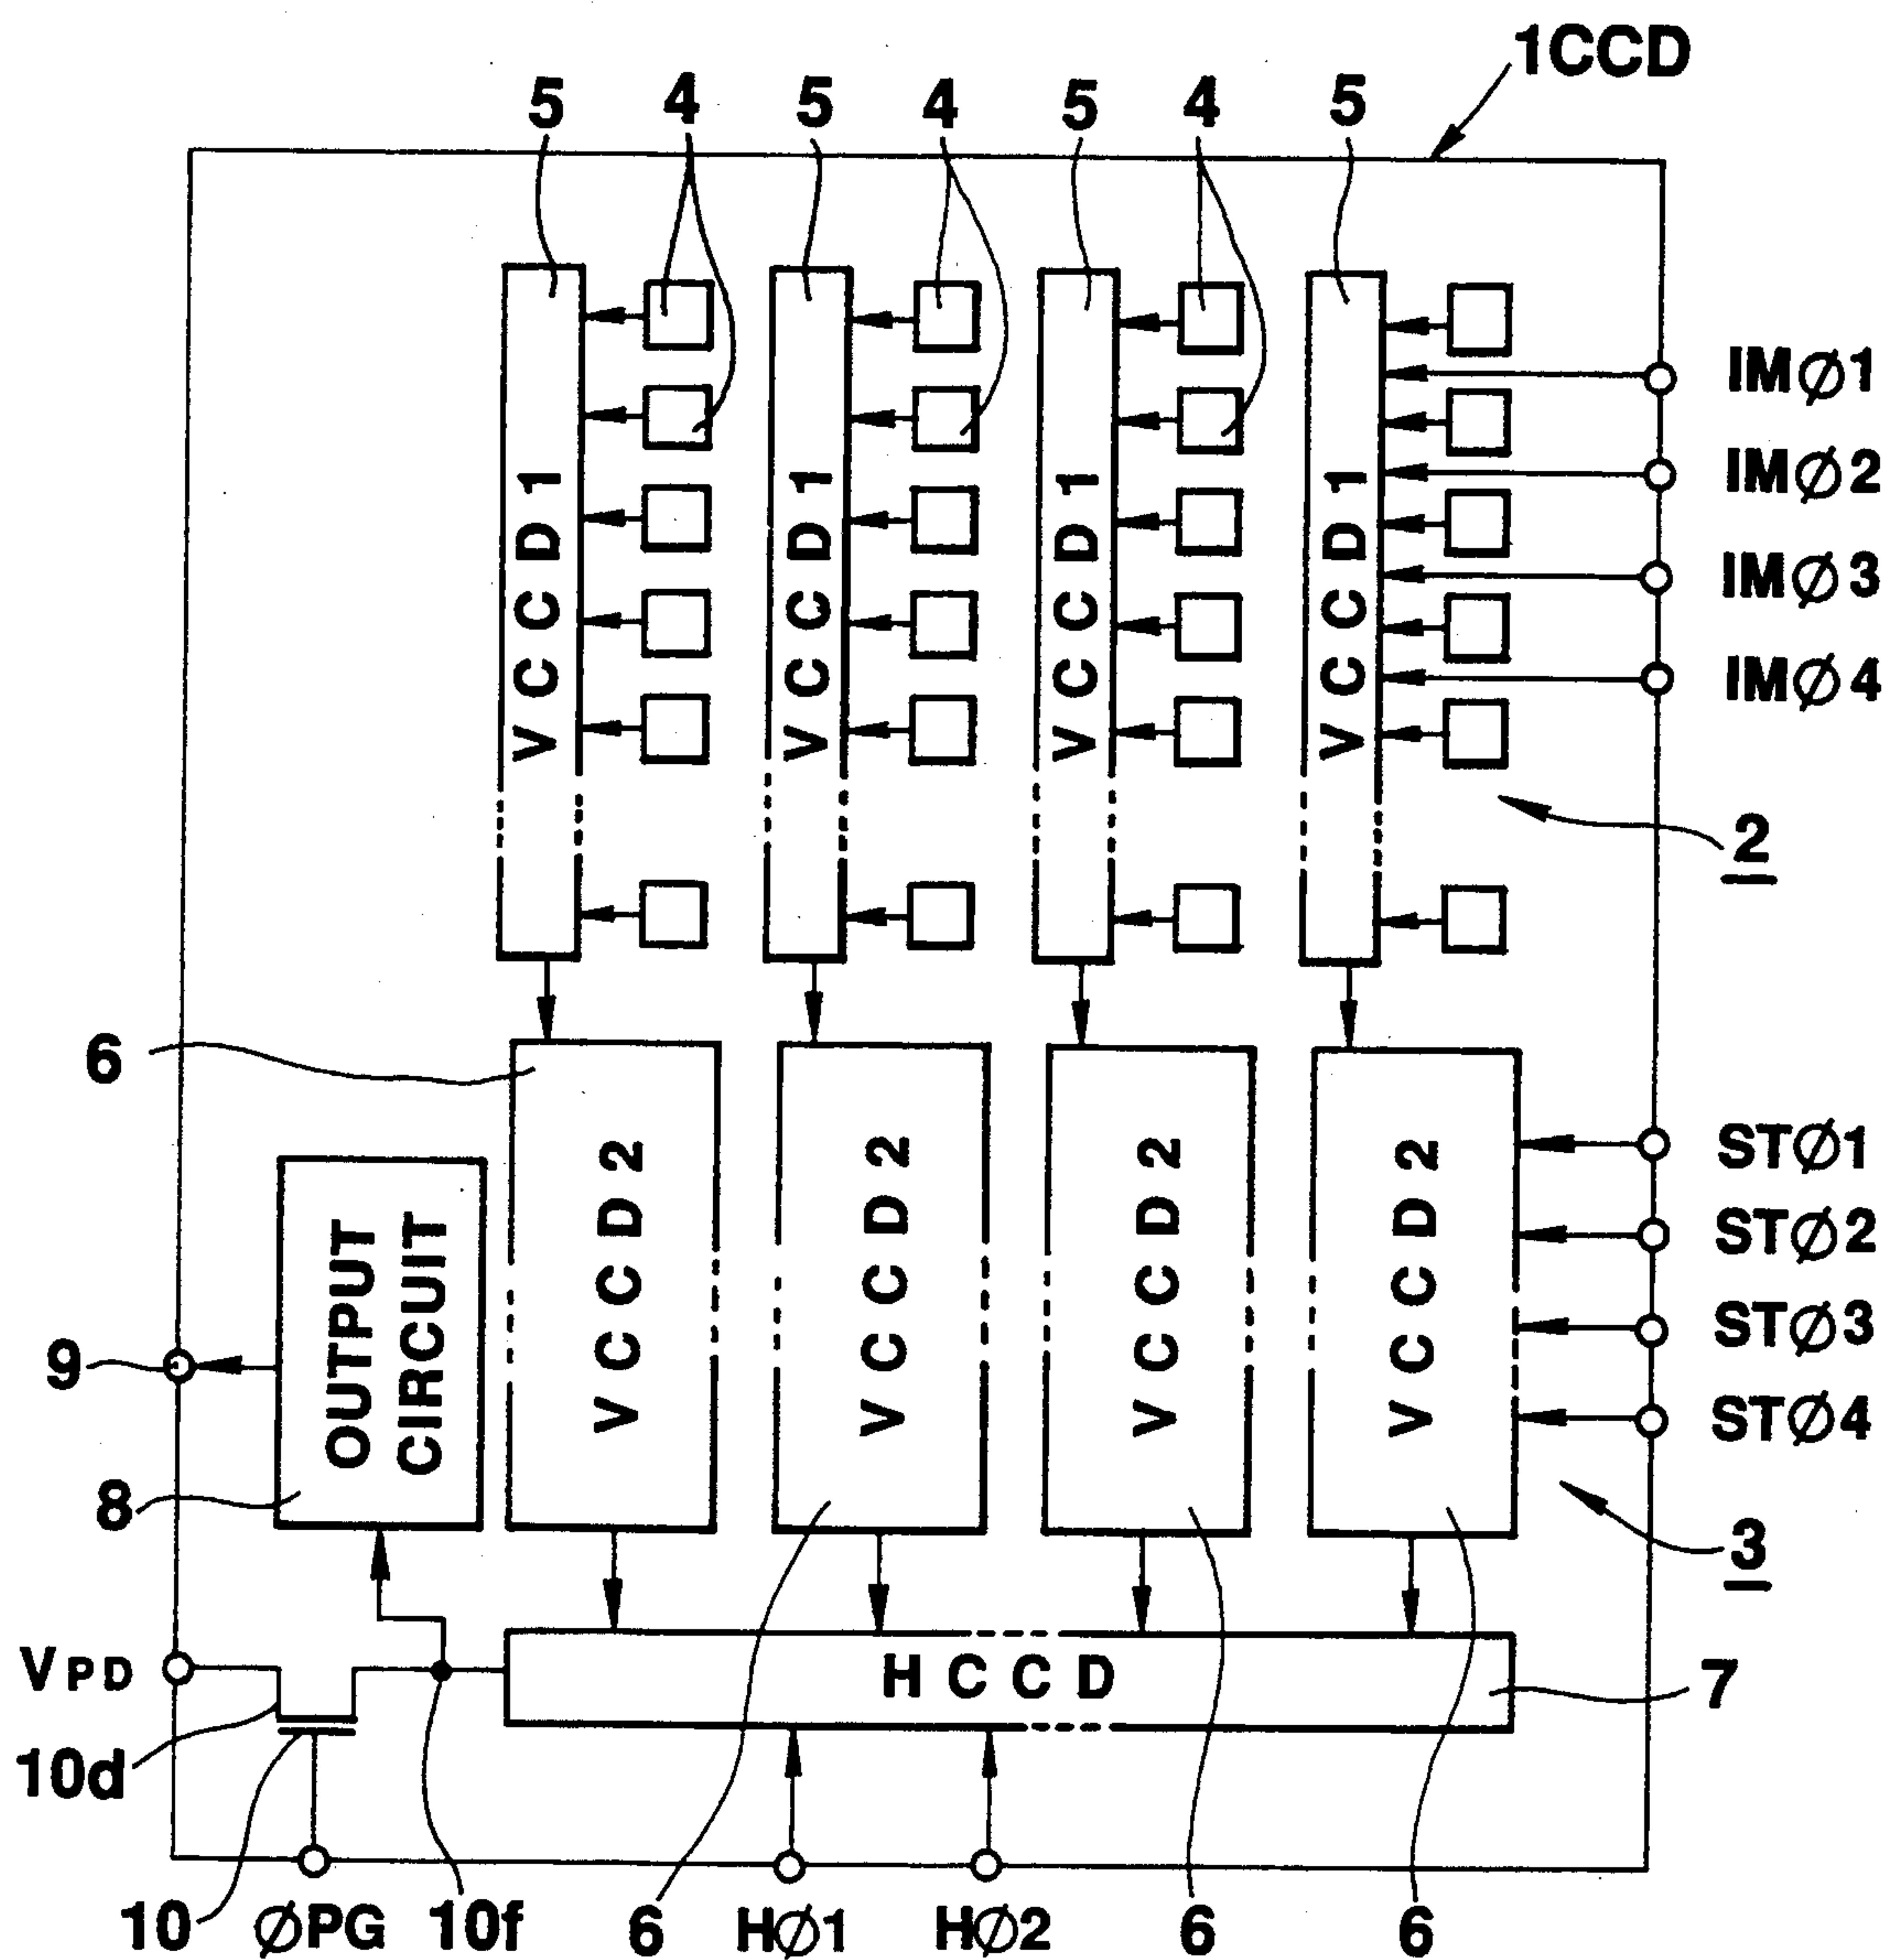 1CCD
5 4 5 4 5 4 5
VCCD1 VCCD1 VCCD1 VCCD1
IMØ1
IMØ2
IMØ3
IMØ4
2
6
VCCD2 VCCD2 VCCD2 VCCD2
STØ1
STØ2
STØ3
STØ4
OUTPUT
CIRCUIT
9
8
3
VPD
HCCD
7
10d
10 ØPG 10f 6 HØ1 HØ2 6 6